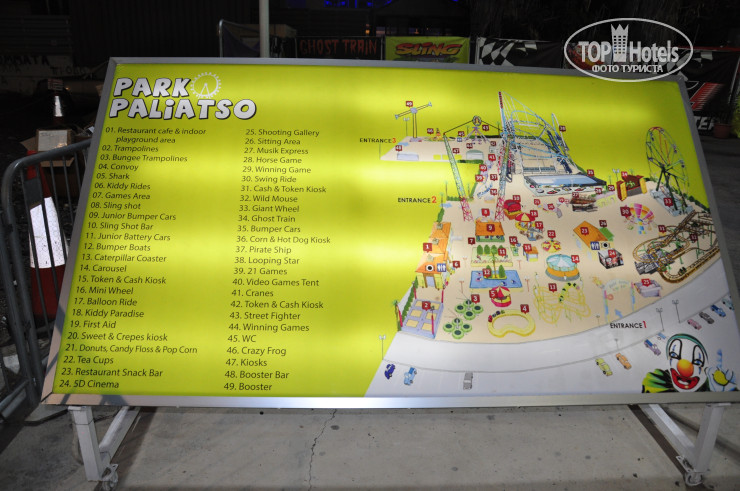 GHOST TRAIN
SLING
TOPHotels
ФОТО ТУРИСТА
PARK
PALiATSO
01. Restaurant cafe & indoor
playground area
02. Trampolines
03. Bungee Trampolines
04. Convoy
05. Shark
06. Kiddy Rides
07. Games Area
08. Sling shot
09. Junior Bumper Cars
10. Sling Shot Bar
11. Junior Battery Cars
12. Bumper Boats
13. Caterpillar Coaster
14. Carousel
15. Token & Cash Kiosk
16. Mini Wheel
17. Balloon Ride
18. Kiddy Paradise
19. First Aid
20. Sweet & Crepes kiosk
21. Donuts, Candy Floss & Pop Corn
22. Tea Cups
23. Restaurant Snack Bar
24. 5D Cinema
25. Shooting Gallery
26. Sitting Area
27. Musik Express
28. Horse Game
29. Winning Game
30. Swing Ride
31. Cash & Token Kiosk
32. Wild Mouse
33. Giant Wheel
34. Ghost Train
35. Bumper Cars
36. Corn & Hot Dog Kiosk
37. Pirate Ship
38. Looping Star
39. 21 Games
40. Video Games Tent
41. Cranes
42. Token & Cash Kiosk
43. Street Fighter
44. Winning Games
45. WC
46. Crazy Frog
47. Kiosks
48. Booster Bar
49. Booster
ENTRANCE 3
ENTRANCE 2
ENTRANCE 1